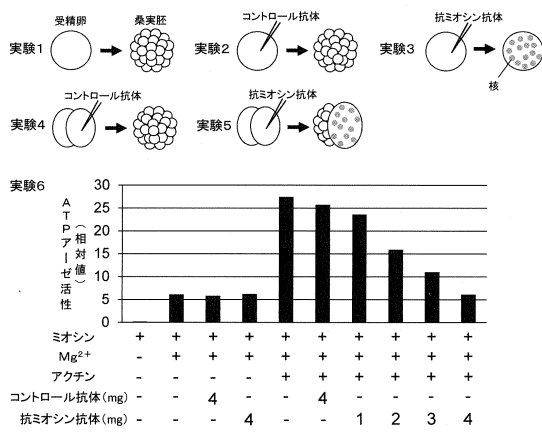 実験1 受精卵 桑実胚
実験2 コントロール抗体
実験3 抗ミオシン抗体
核
実験4 コントロール抗体
実験5 抗ミオシン抗体
実験6
ATPアーゼ活性
(相対値)
30
25
20
15
10
5
0
ミオシン + + + + + + + + + +
Mg²⁺ - + + + + + + + + +
アクチン - - - - + + + + + +
コントロール抗体(mg) - - 4 - - 4 - - - -
抗ミオシン抗体(mg) - - - 4 - - 1 2 3 4